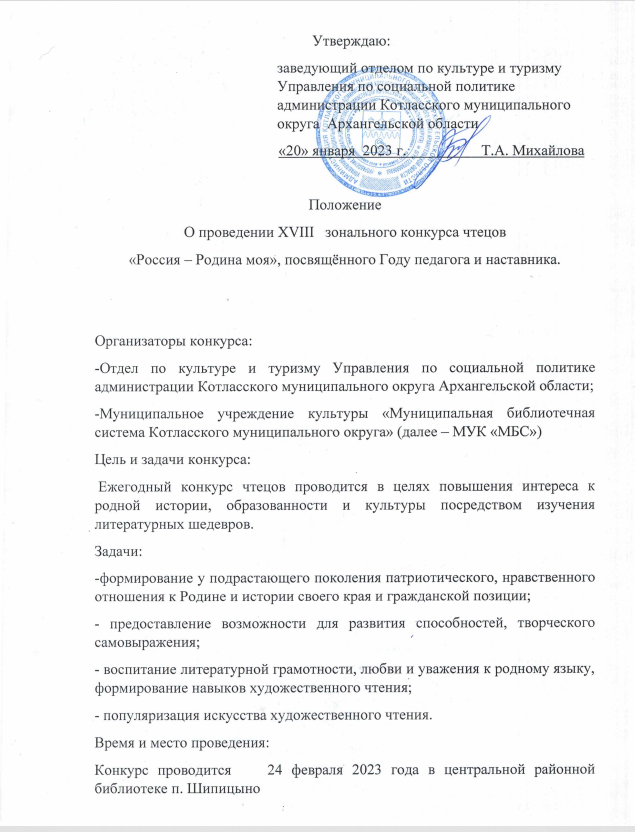 Утверждаю:
заведующий отделом по культуре и туризму
Управления по социальной политике
администрации Котласского муниципального
округа Архангельской области
«20» января 2023 г. Т.А. Михайлова
Положение
О проведении XVIII зонального конкурса чтецов
«Россия – Родина моя», посвящённого Году педагога и наставника.
Организаторы конкурса:
-Отдел по культуре и туризму Управления по социальной политике
администрации Котласского муниципального округа Архангельской области;
-Муниципальное учреждение культуры «Муниципальная библиотечная
система Котласского муниципального округа» (далее – МУК «МБС»)
Цель и задачи конкурса:
Ежегодный конкурс чтецов проводится в целях повышения интереса к
родной истории, образованности и культуры посредством изучения
литературных шедевров.
Задачи:
-формирование у подрастающего поколения патриотического, нравственного
отношения к Родине и истории своего края и гражданской позиции;
- предоставление возможности для развития способностей, творческого
самовыражения;
- воспитание литературной грамотности, любви и уважения к родному языку,
формирование навыков художественного чтения;
- популяризация искусства художественного чтения.
Время и место проведения:
Конкурс проводится 24 февраля 2023 года в центральной районной
библиотеке п. Шипицыно